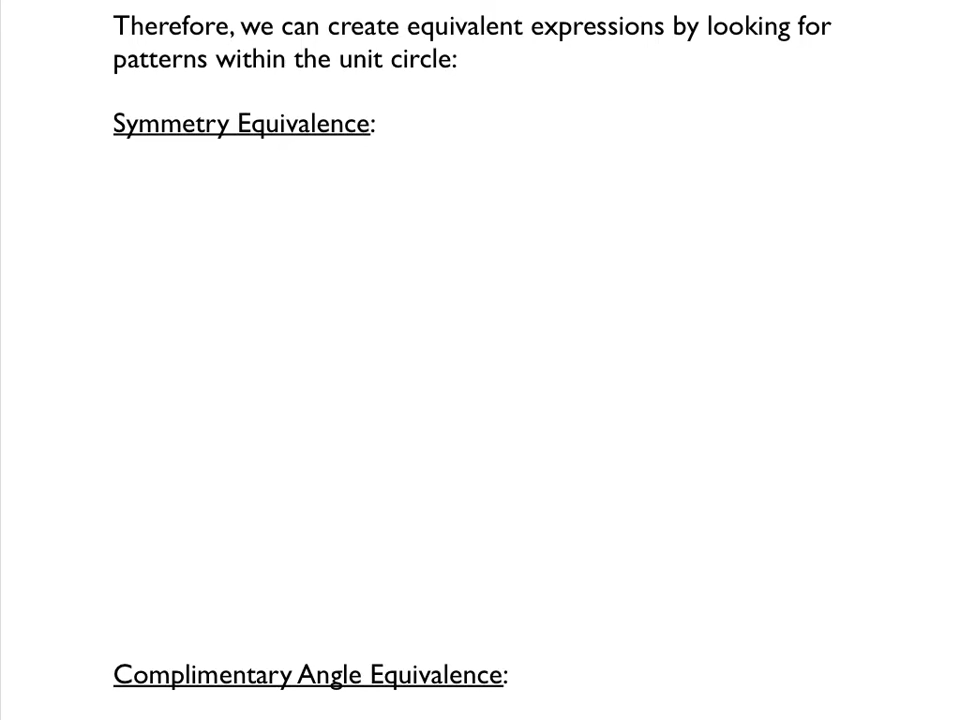 Therefore, we can create equivalent expressions by looking for
patterns within the unit circle:
Symmetry Equivalence:
Complimentary Angle Equivalence: